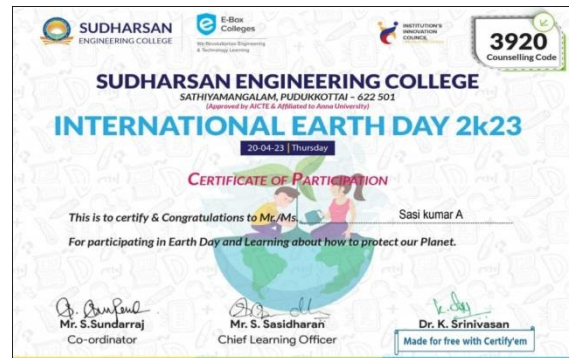 SUDHARSAN
ENGINEERING COLLEGE
E-Box
Colleges
We Revolutionize Engineering
& Technology Learning
INSTITUTION'S
INNOVATION
COUNCIL
3920
Counselling Code
SUDHARSAN ENGINEERING COLLEGE
SATHIYAMANGALAM, PUDUKKOTTAI - 622 501
(Approved by AICTE & Affiliated to Anna University)
INTERNATIONAL EARTH DAY 2k23
20-04-23 | Thursday
CERTIFICATE OF PARTICIPATION
This is to certify & Congratulations to Mr./Ms. Sasi kumar A
For participating in Earth Day and Learning about how to protect our Planet.
Mr. S.Sundarraj
Co-ordinator
Mr. S. Sasidharan
Chief Learning Officer
Dr. K. Srinivasan
Made for free with Certify'em